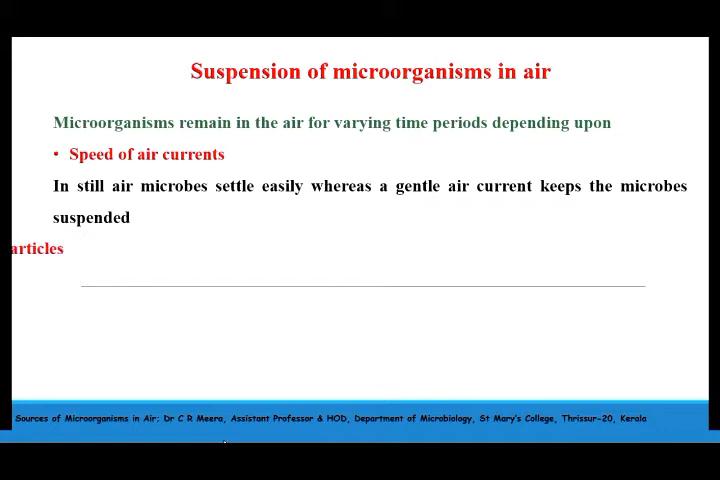 Suspension of microorganisms in air
Microorganisms remain in the air for varying time periods depending upon
• Speed of air currents
In still air microbes settle easily whereas a gentle air current keeps the microbes
suspended
articles
Sources of Microorganisms in Air; Dr C R Meera, Assistant Professor & HOD, Department of Microbiology, St Mary's College, Thrissur-20, Kerala